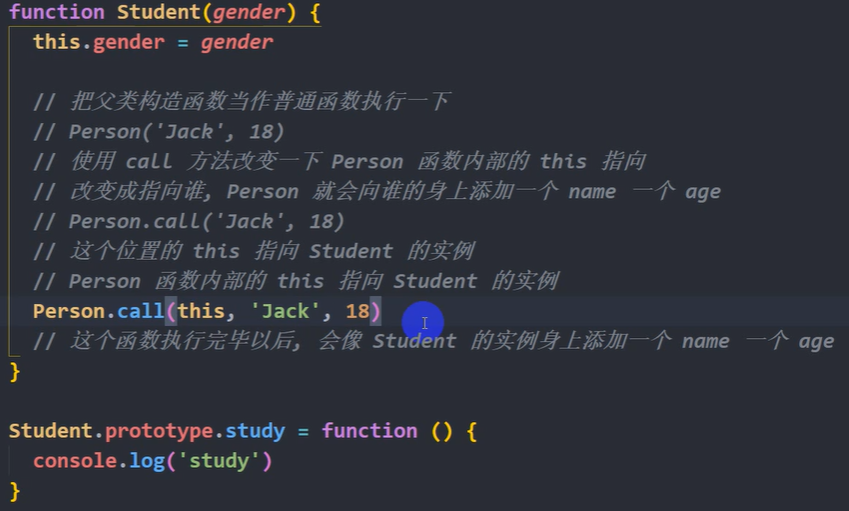 function Student(gender) {
this.gender = gender
// 把父类构造函数当作普通函数执行一下
// Person('Jack', 18)
// 使用 call 方法改变一下 Person 函数内部的 this 指向
// 改变成指向谁, Person 就会向谁的身上添加一个 name 一个 age
// Person.call('Jack', 18)
// 这个位置的 this 指向 Student 的实例
// Person 函数内部的 this 指向 Student 的实例
Person.call(this, 'Jack', 18)
// 这个函数执行完毕以后, 会像 Student 的实例身上添加一个 name 一个 age
}
Student.prototype.study = function () {
console.log('study')
}